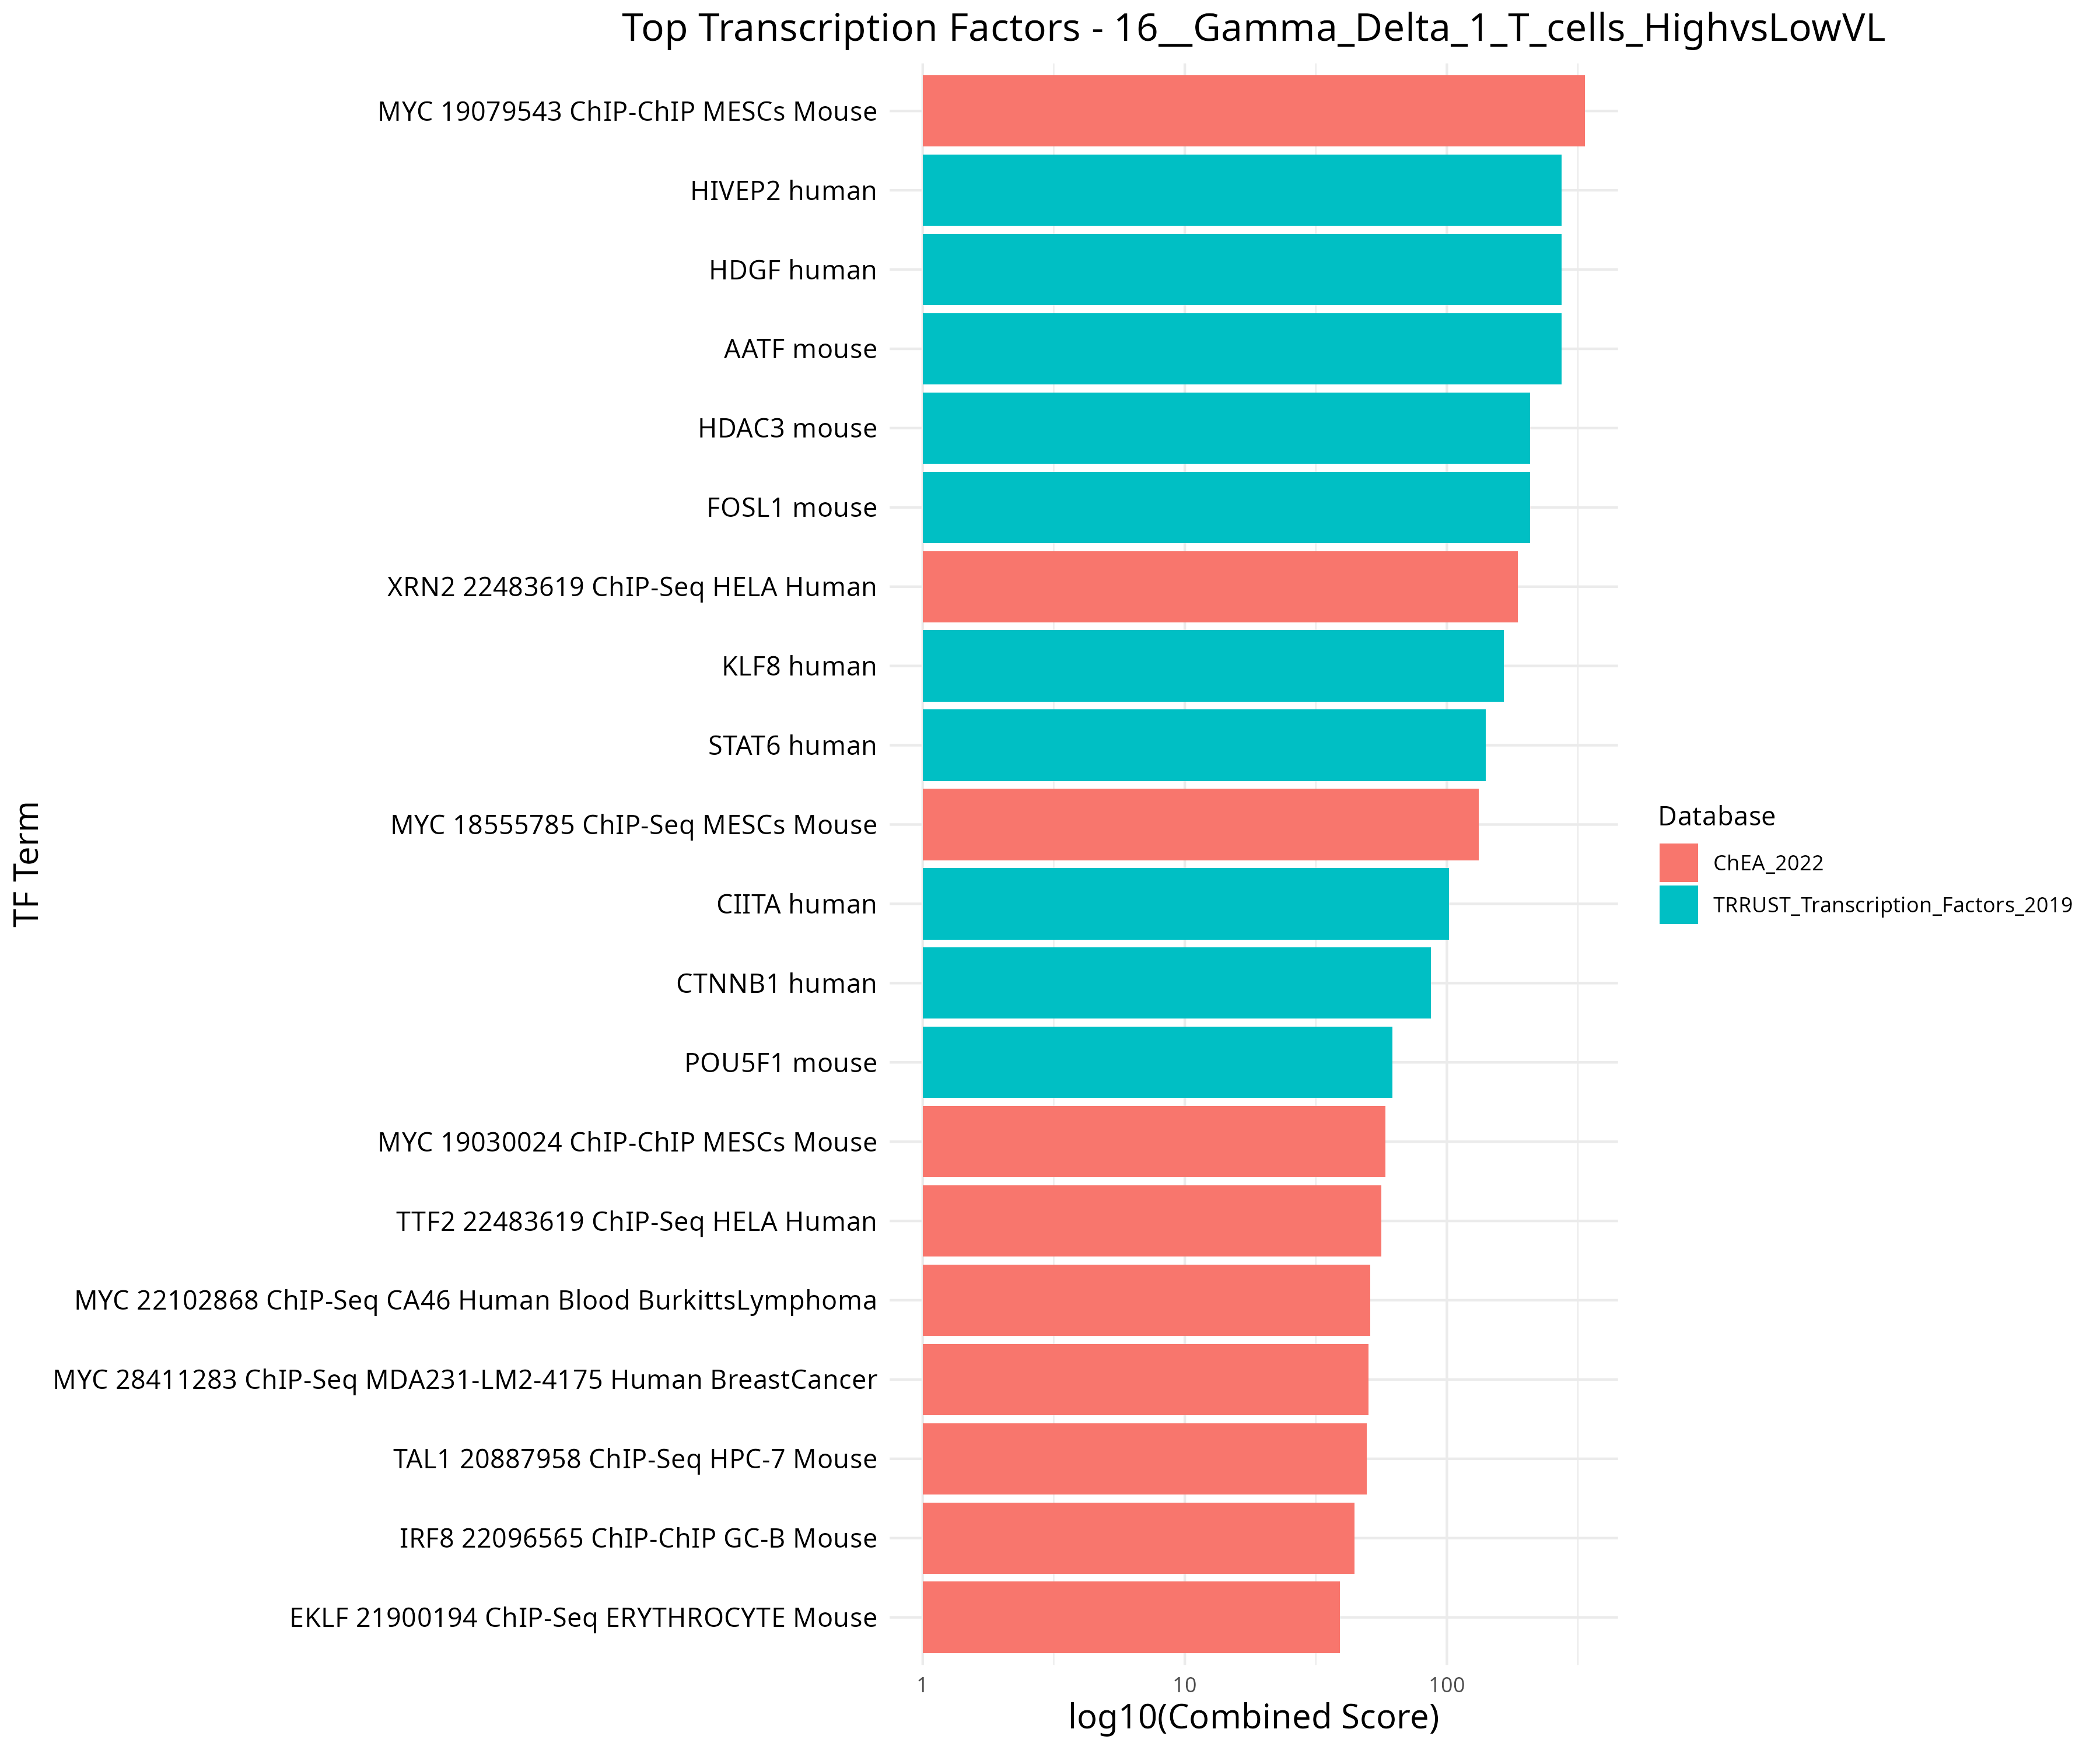 Top Transcription Factors - 16__Gamma_Delta_1_T_cells_HighvsLowVL
MYC 19079543 ChIP-ChIP MESCs Mouse
HIVEP2 human
HDGF human
AATF mouse
HDAC3 mouse
FOSL1 mouse
XRN2 22483619 ChIP-Seq HELA Human
KLF8 human
STAT6 human
MYC 18555785 ChIP-Seq MESCs Mouse
CIITA human
CTNNB1 human
POU5F1 mouse
MYC 19030024 ChIP-ChIP MESCs Mouse
TTF2 22483619 ChIP-Seq HELA Human
MYC 22102868 ChIP-Seq CA46 Human Blood BurkittsLymphoma
MYC 28411283 ChIP-Seq MDA231-LM2-4175 Human BreastCancer
TAL1 20887958 ChIP-Seq HPC-7 Mouse
IRF8 22096565 ChIP-ChIP GC-B Mouse
EKLF 21900194 ChIP-Seq ERYTHROCYTE Mouse
TF Term
1 10 100
log10(Combined Score)
Database
ChEA_2022
TRRUST_Transcription_Factors_2019